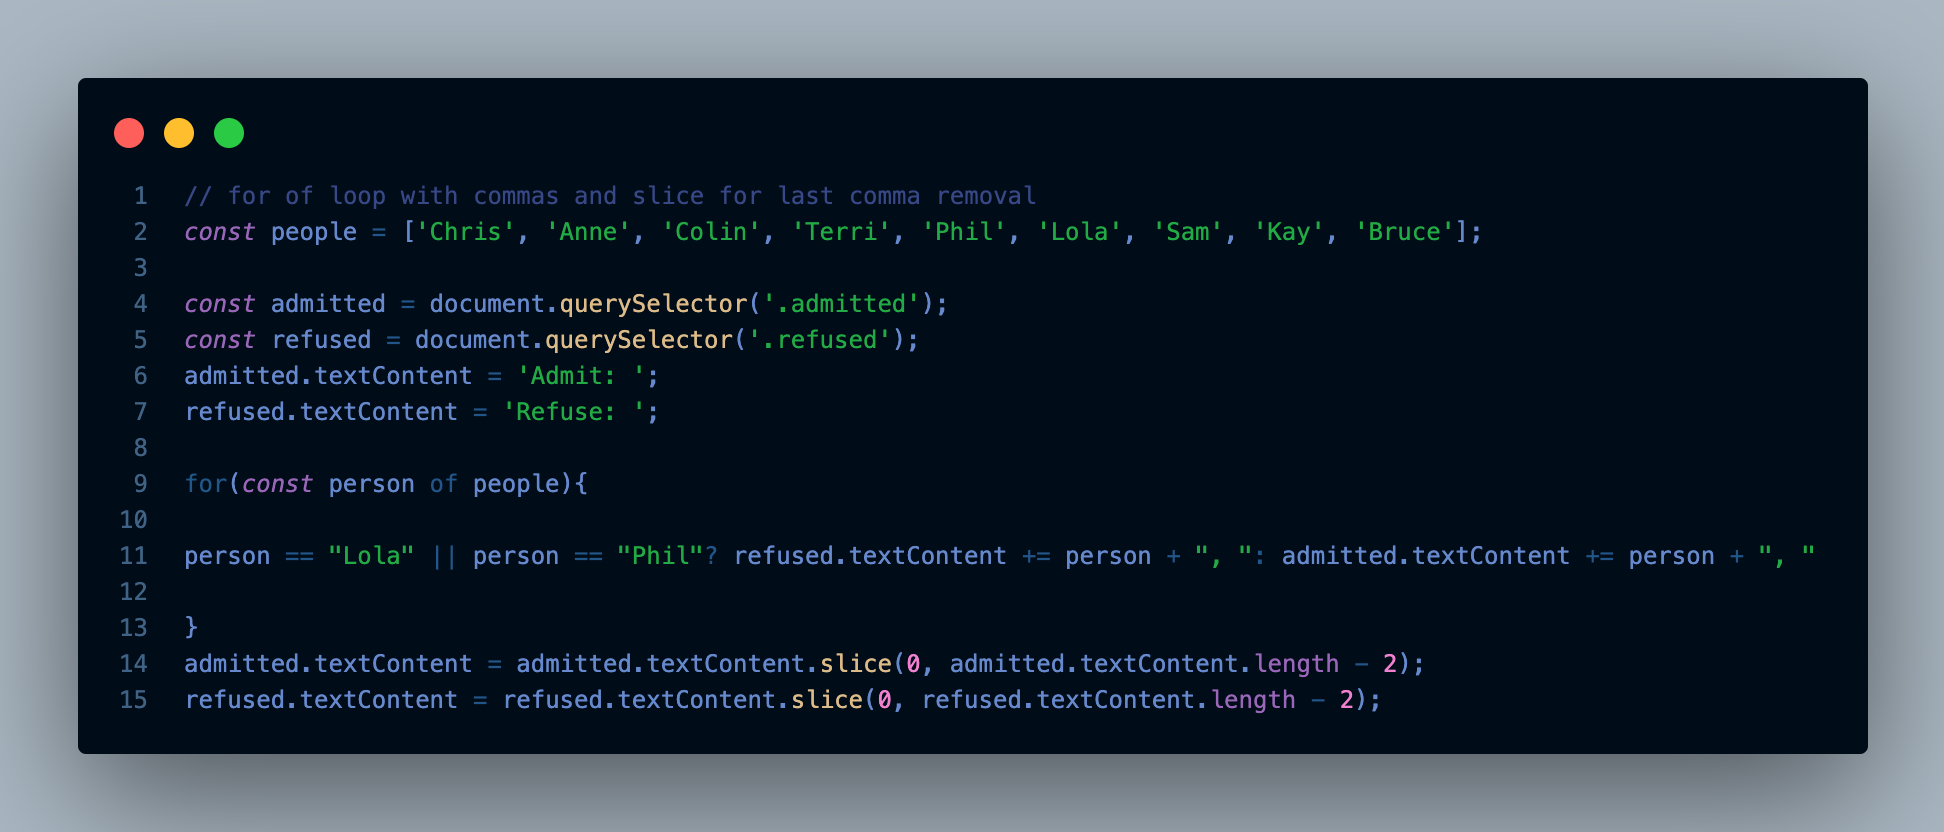 1 // for of loop with commas and slice for last comma removal
2 const people = ['Chris', 'Anne', 'Colin', 'Terri', 'Phil', 'Lola', 'Sam', 'Kay', 'Bruce'];
3
4 const admitted = document.querySelector('.admitted');
5 const refused = document.querySelector('.refused');
6 admitted.textContent = 'Admit: ';
7 refused.textContent = 'Refuse: ';
8
9 for(const person of people){
10
11 person == "Lola" || person == "Phil"? refused.textContent += person + ", ": admitted.textContent += person + ", "
12
13 }
14 admitted.textContent = admitted.textContent.slice(0, admitted.textContent.length - 2);
15 refused.textContent = refused.textContent.slice(0, refused.textContent.length - 2);